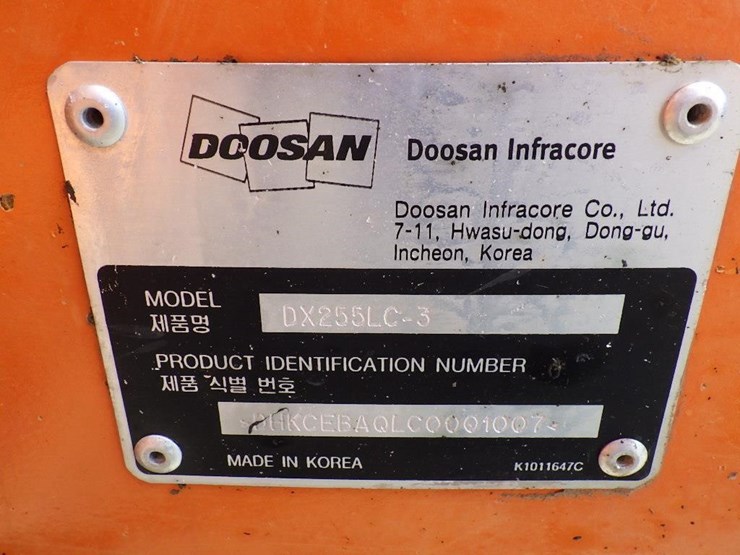 DOOSAN
Doosan Infracore
Doosan Infracore Co., Ltd.
7-11, Hwasu-dong, Dong-gu,
Incheon, Korea
MODEL
제품명
DX255LC-3
PRODUCT IDENTIFICATION NUMBER
제품 식별 번호
MADE IN KOREA
K1011647C